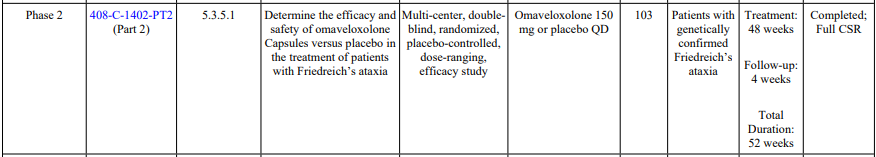 Phase 2
408-C-1402-PT2
(Part 2)
5.3.5.1
Determine the efficacy and
safety of omaveloxolone
Capsules versus placebo in
the treatment of patients
with Friedreich's ataxia
Multi-center, double-
blind, randomized,
placebo-controlled,
dose-ranging,
efficacy study
Omaveloxolone 150
mg or placebo QD
103
Patients with
genetically
confirmed
Friedreich's
ataxia
Treatment:
48 weeks
Follow-up:
4 weeks
Total
Duration:
52 weeks
Completed;
Full CSR